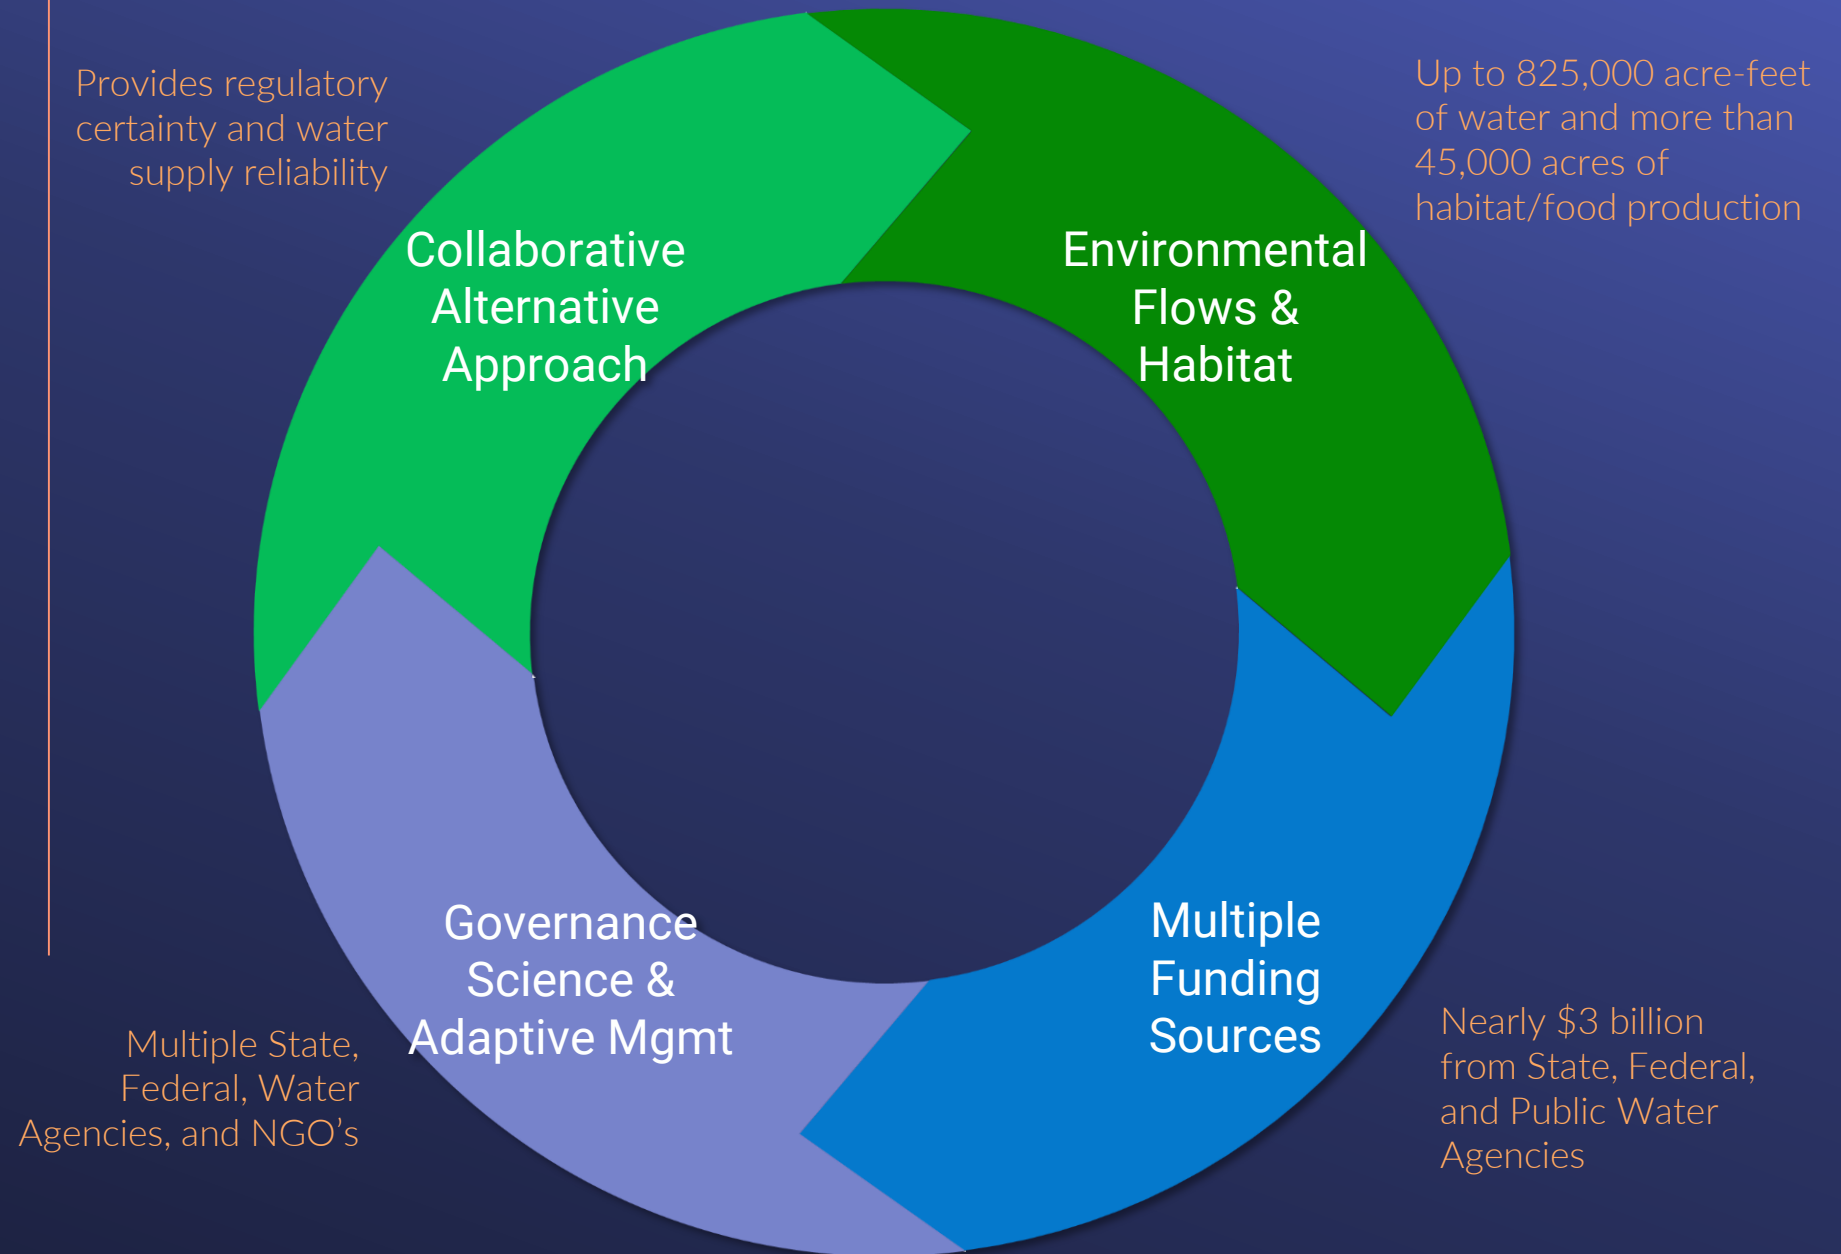 Provides regulatory
certainty and water
supply reliability
Up to 825,000 acre-feet
of water and more than
45,000 acres of
habitat/food production
Collaborative
Alternative
Approach
Environmental
Flows &
Habitat
Governance
Science &
Adaptive Mgmt
Multiple
Funding
Sources
Multiple State,
Federal, Water
Agencies, and NGO’s
Nearly $3 billion
from State, Federal,
and Public Water
Agencies